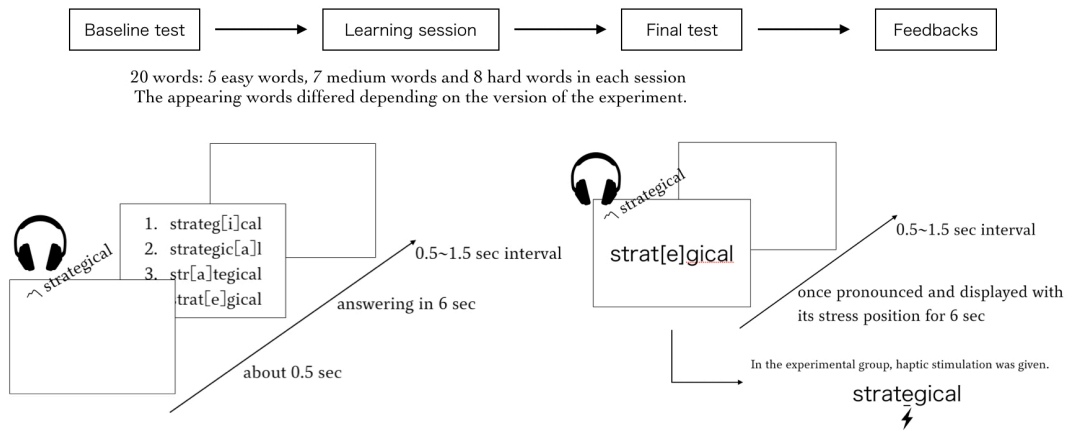 Baseline test
Learning session
Final test
Feedbacks
20 words: 5 easy words, 7 medium words and 8 hard words in each session
The appearing words differed depending on the version of the experiment.
strategical
1. strateg[i]cal
2. strategic[a]l
3. str[a]tegical
strat[e]gical
0.5~1.5 sec interval
answering in 6 sec
about 0.5 sec
strategical
strat[e]gical
0.5~1.5 sec interval
once pronounced and displayed with
its stress position for 6 sec
In the experimental group, haptic stimulation was given.
strategical